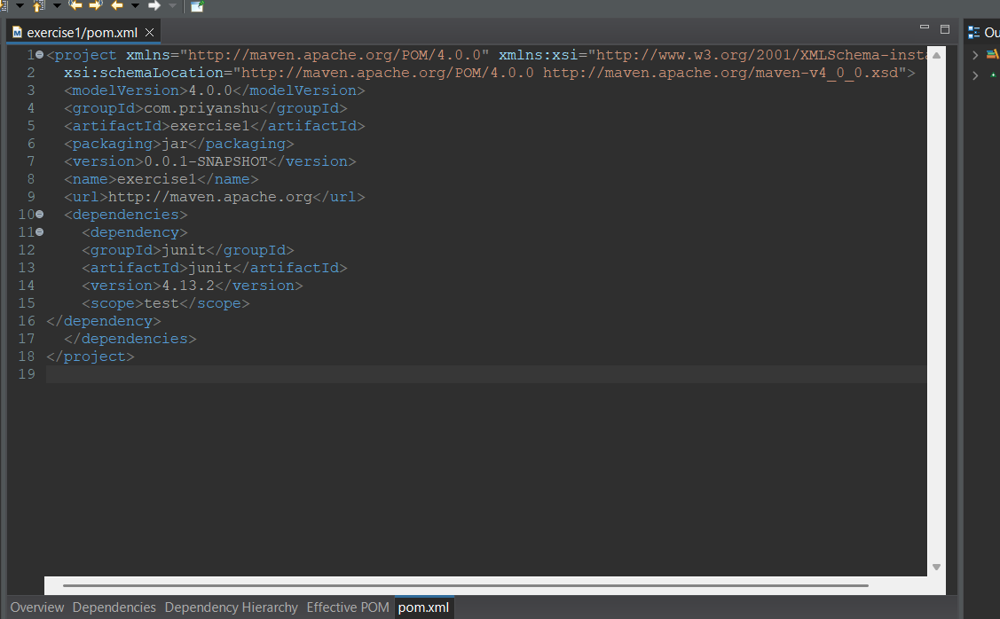 exercise1/pom.xml
Ou
1 <project xmlns="http://maven.apache.org/POM/4.0.0" xmlns:xsi="http://www.w3.org/2001/XMLSchema-insta
2 xsi:schemaLocation="http://maven.apache.org/POM/4.0.0 http://maven.apache.org/maven-v4_0_0.xsd">
3 <modelVersion>4.0.0</modelVersion>
4 <groupId>com.priyanshu</groupId>
5 <artifactId>exercise1</artifactId>
6 <packaging>jar</packaging>
7 <version>0.0.1-SNAPSHOT</version>
8 <name>exercise1</name>
9 <url>http://maven.apache.org</url>
10 <dependencies>
11 <dependency>
12 <groupId>junit</groupId>
13 <artifactId>junit</artifactId>
14 <version>4.13.2</version>
15 <scope>test</scope>
16 </dependency>
17 </dependencies>
18 </project>
19
Overview Dependencies Dependency Hierarchy Effective POM pom.xml